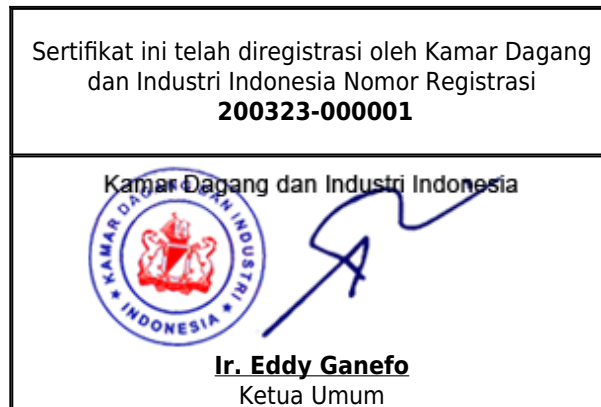 Sertifikat ini telah diregistrasi oleh Kamar Dagang
dan Industri Indonesia Nomor Registrasi
200323-000001
Kamar Dagang dan Industri Indonesia
KAMAR DAGANG DAN INDUSTRI
INDONESIA
Ir. Eddy Ganefo
Ketua Umum